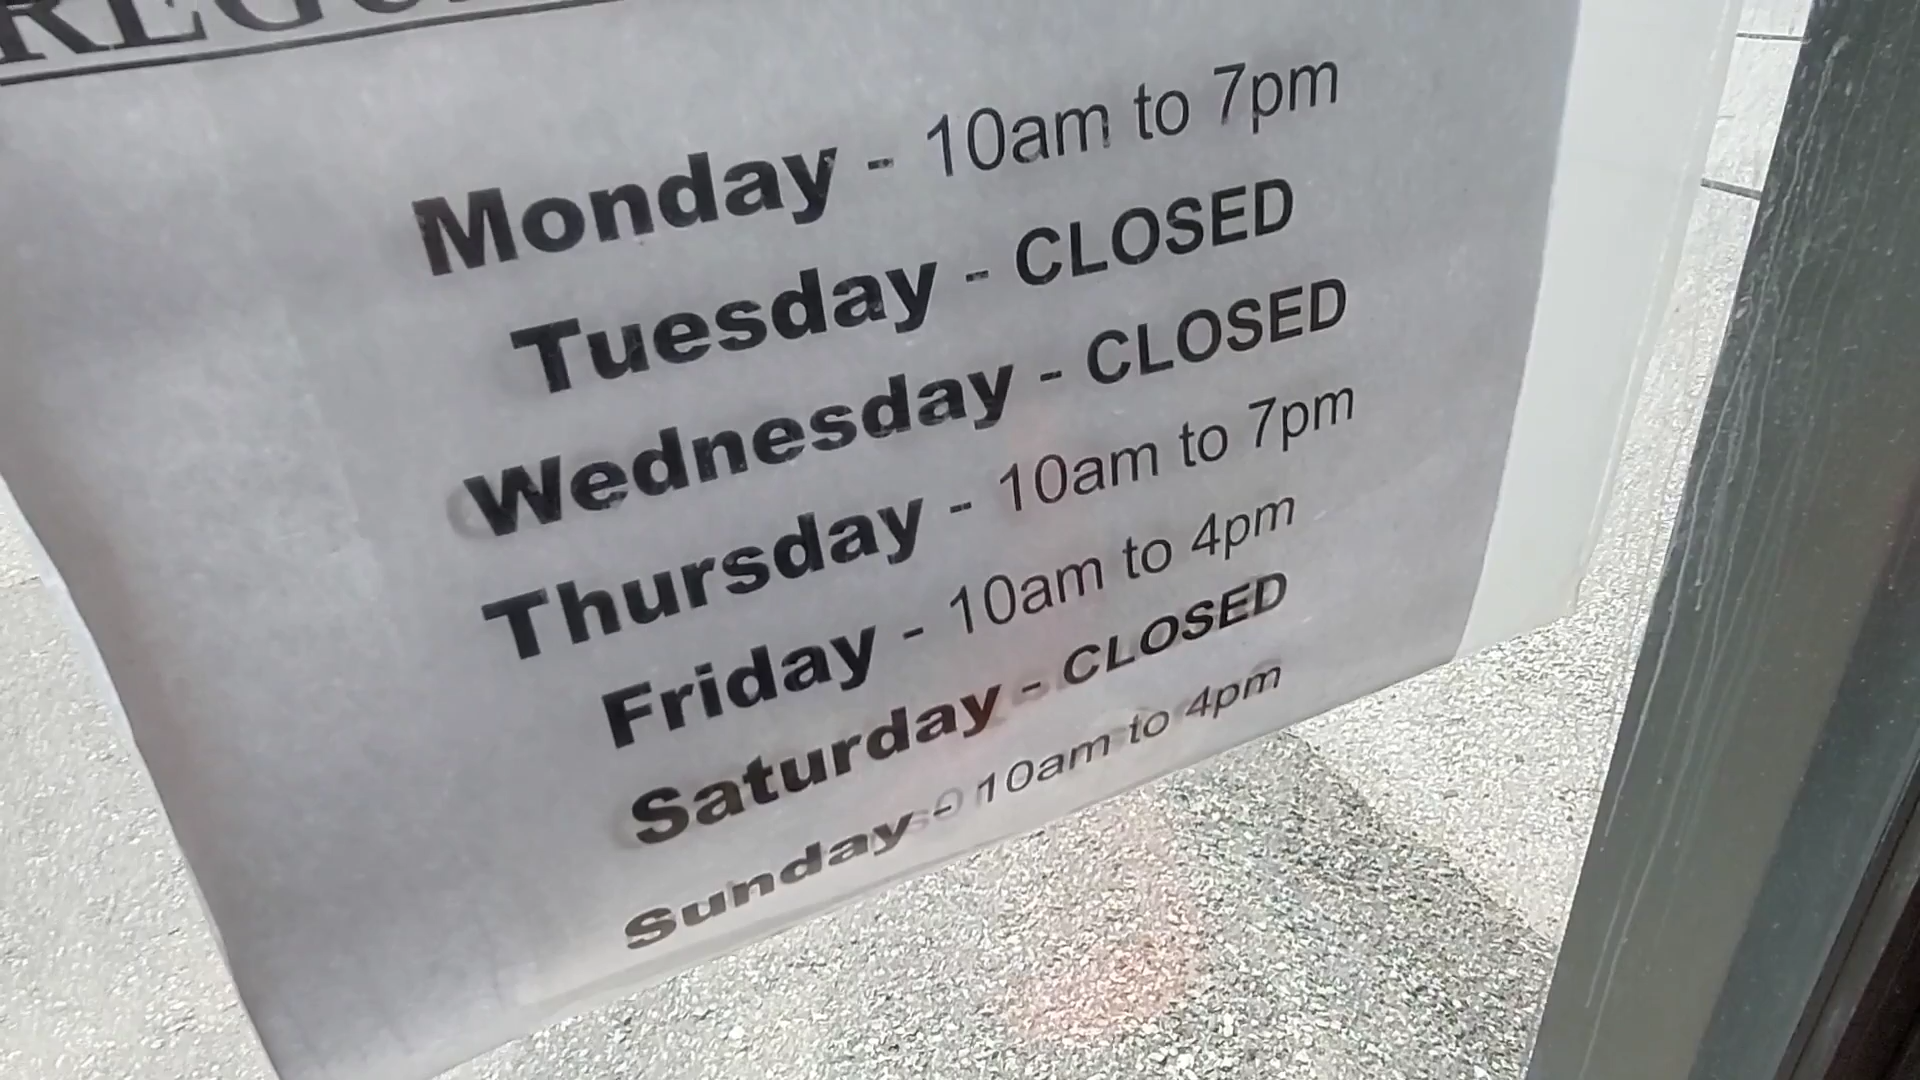 Monday - 10am to 7pm
Tuesday - CLOSED
Wednesday - CLOSED
Thursday - 10am to 7pm
Friday - 10am to 4pm
Saturday - CLOSED
Sunday - 10am to 4pm